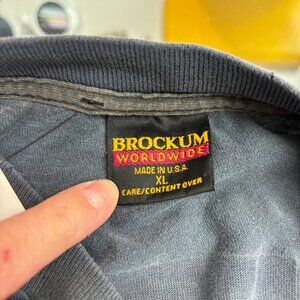 BROCKUM
WORLDWIDE
MADE IN U.S.A.
XL
CARE/CONTENT OVER